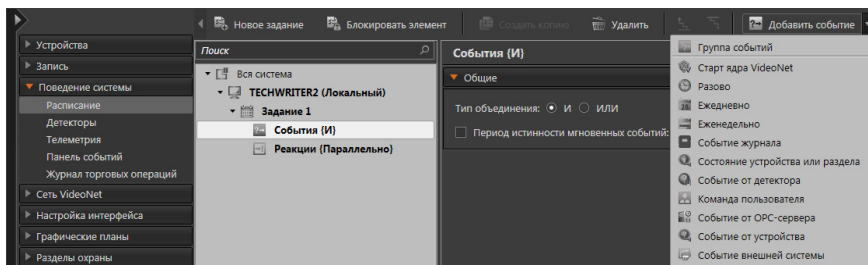 Новое задание
Блокировать элемент
Создать копию
Удалить
Добавить событие
Устройства
Запись
Поведение системы
Расписание
Детекторы
Телеметрия
Панель событий
Журнал торговых операций
Сеть VideoNet
Настройка интерфейса
Графические планы
Разделы охраны
Поиск
Вся система
TECHWRITER2 (Локальный)
Задание 1
События {И}
Реакции {Параллельно}
События {И}
Общие
Тип объединения: И ИЛИ
Период истинности мгновенных событий:
Группа событий
Старт ядра VideoNet
Разово
Ежедневно
Еженедельно
Событие журнала
Состояние устройства или раздела
Событие от детектора
Команда пользователя
Событие от OPC-сервера
Событие от устройства
Событие внешней системы